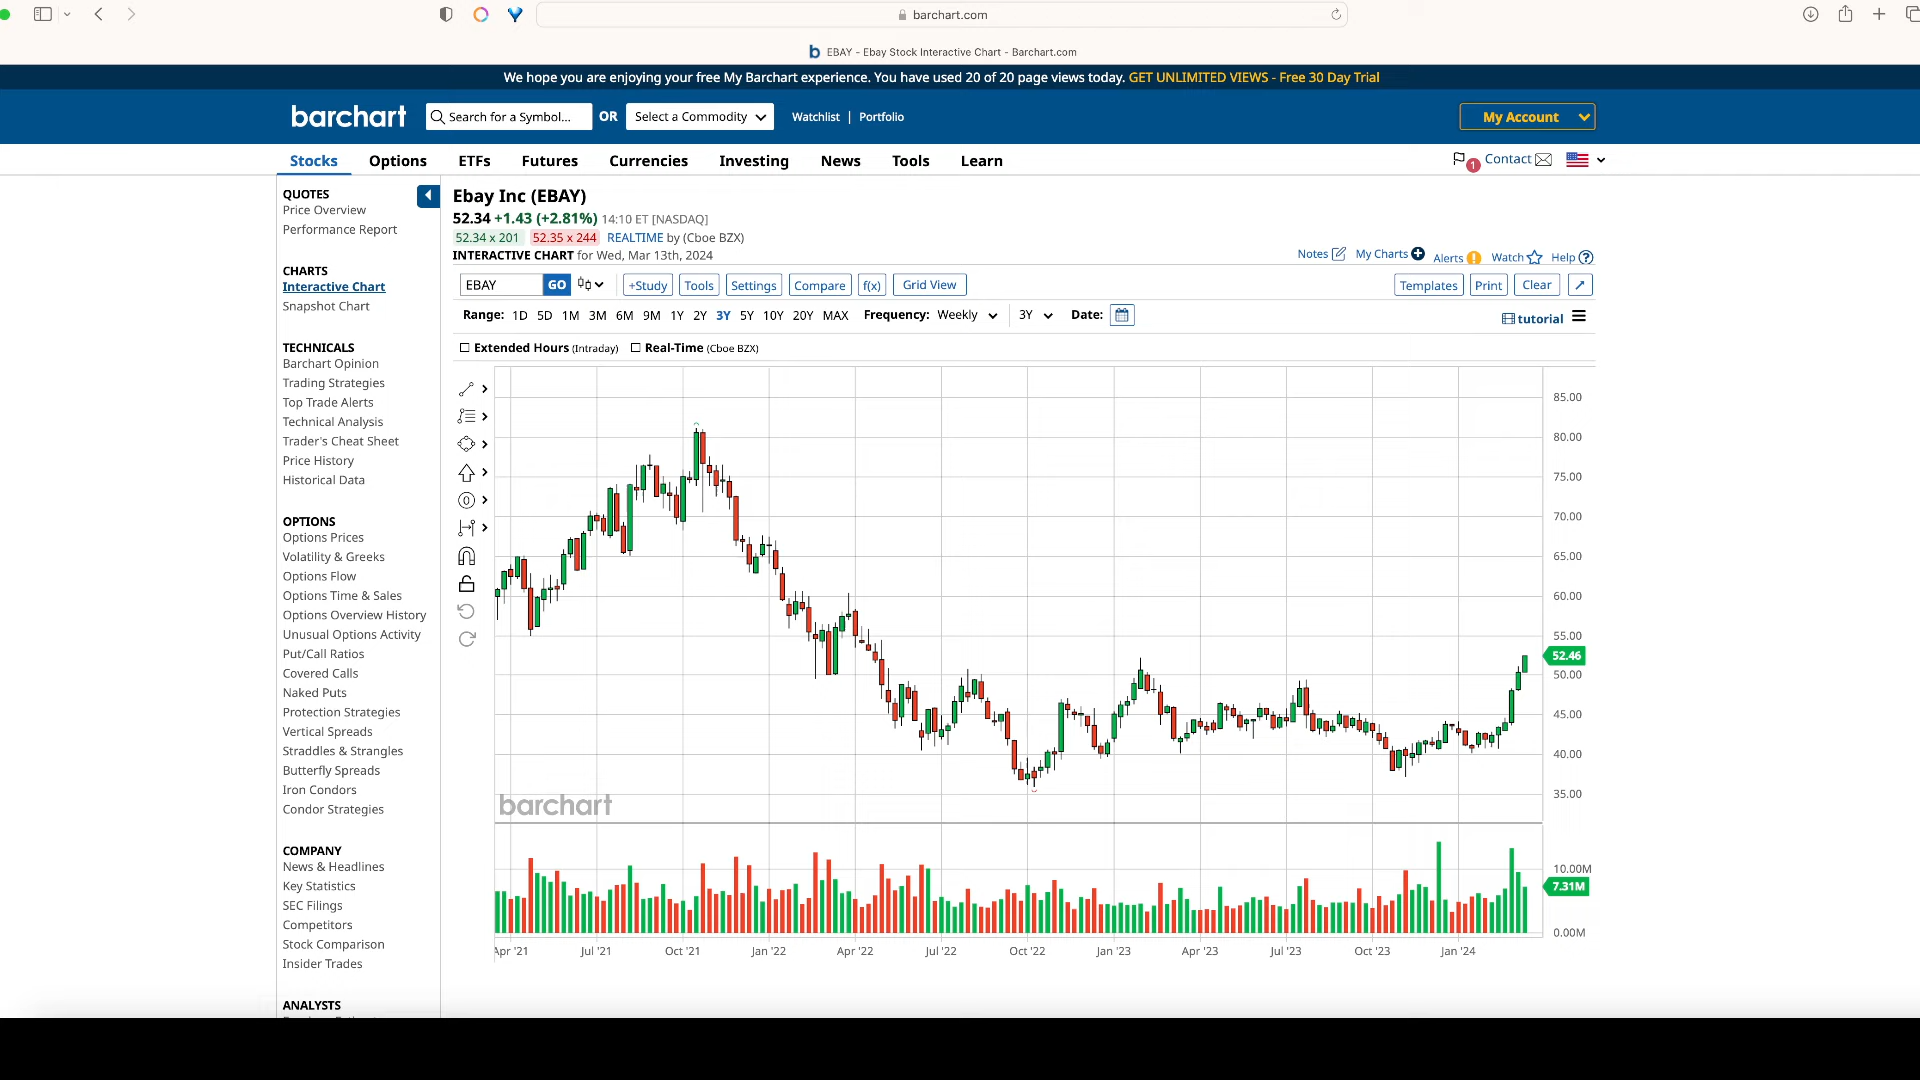 barchart.com
EBAY - Ebay Stock Interactive Chart - Barchart.com
We hope you are enjoying your free My Barchart experience. You have used 20 of 20 page views today. GET UNLIMITED VIEWS - Free 30 Day Trial
barchart Search for a Symbol... OR Select a Commodity Watchlist | Portfolio My Account
Stocks Options ETFs Futures Currencies Investing News Tools Learn 1 Contact
QUOTES
Price Overview
Performance Report
CHARTS
Interactive Chart
Snapshot Chart
TECHNICALS
Barchart Opinion
Trading Strategies
Top Trade Alerts
Technical Analysis
Trader's Cheat Sheet
Price History
Historical Data
OPTIONS
Options Prices
Volatility & Greeks
Options Flow
Options Time & Sales
Options Overview History
Unusual Options Activity
Put/Call Ratios
Covered Calls
Naked Puts
Protection Strategies
Vertical Spreads
Straddles & Strangles
Butterfly Spreads
Iron Condors
Condor Strategies
COMPANY
News & Headlines
Key Statistics
SEC Filings
Competitors
Stock Comparison
Insider Trades
ANALYSTS
Ebay Inc (EBAY)
52.34 +1.43 (+2.81%) 14:10 ET [NASDAQ]
52.34 x 201 52.35 x 244 REALTIME by (Cboe BZX)
INTERACTIVE CHART for Wed, Mar 13th, 2024
Notes My Charts Alerts Watch Help
EBAY GO +Study Tools Settings Compare f(x) Grid View Templates Print Clear
Range: 1D 5D 1M 3M 6M 9M 1Y 2Y 3Y 5Y 10Y 20Y MAX Frequency: Weekly 3Y Date: tutorial
Extended Hours (Intraday) Real-Time (Cboe BZX)
85.00
80.00
75.00
70.00
65.00
60.00
55.00
52.46
50.00
45.00
40.00
35.00
barchart
10.00M
7.31M
0.00M
Apr '21 Jul '21 Oct '21 Jan '22 Apr '22 Jul '22 Oct '22 Jan '23 Apr '23 Jul '23 Oct '23 Jan '24